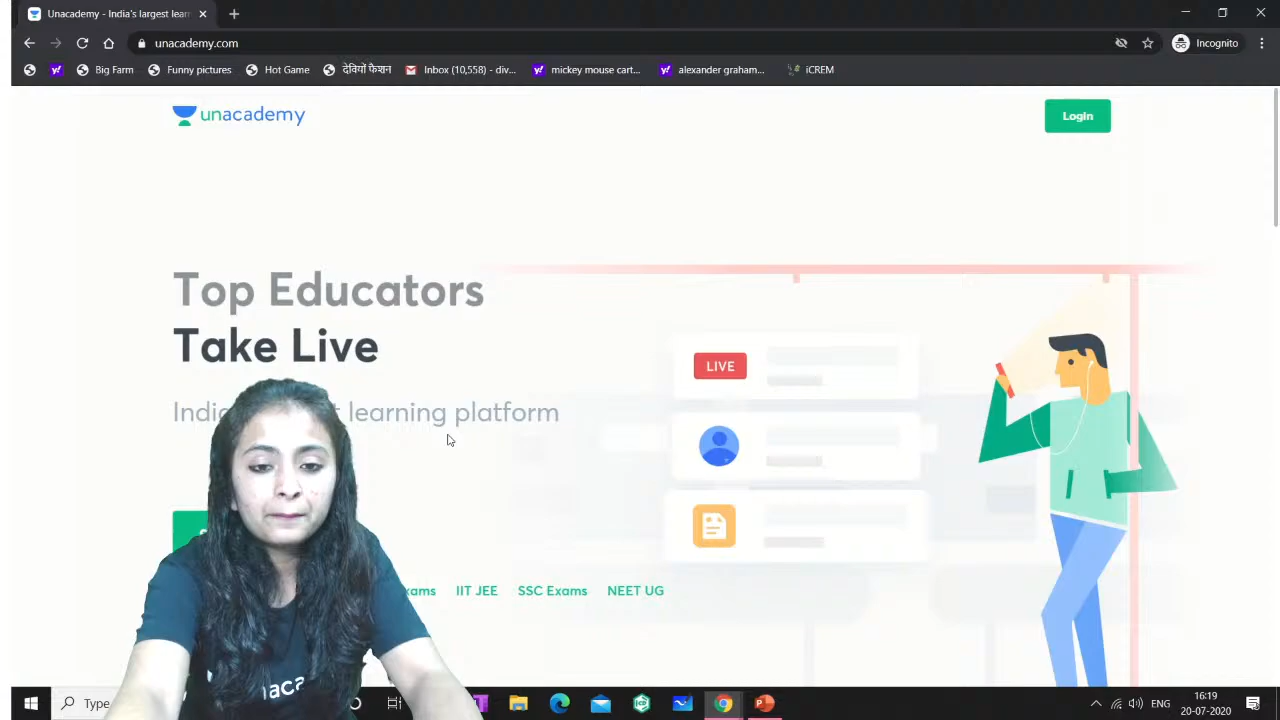 Unacademy - India's largest lear
unacademy.com
Incognito
Big Farm
Funny pictures
Hot Game
देवियों फैशन
Inbox (10,558) - div...
mickey mouse cart...
alexander graham...
iCREM
unacademy
Login
Top Educators
Take Live
learning platform
LIVE
IIT JEE
SSC Exams
NEET UG
Type
ENG
16:19
20-07-2020